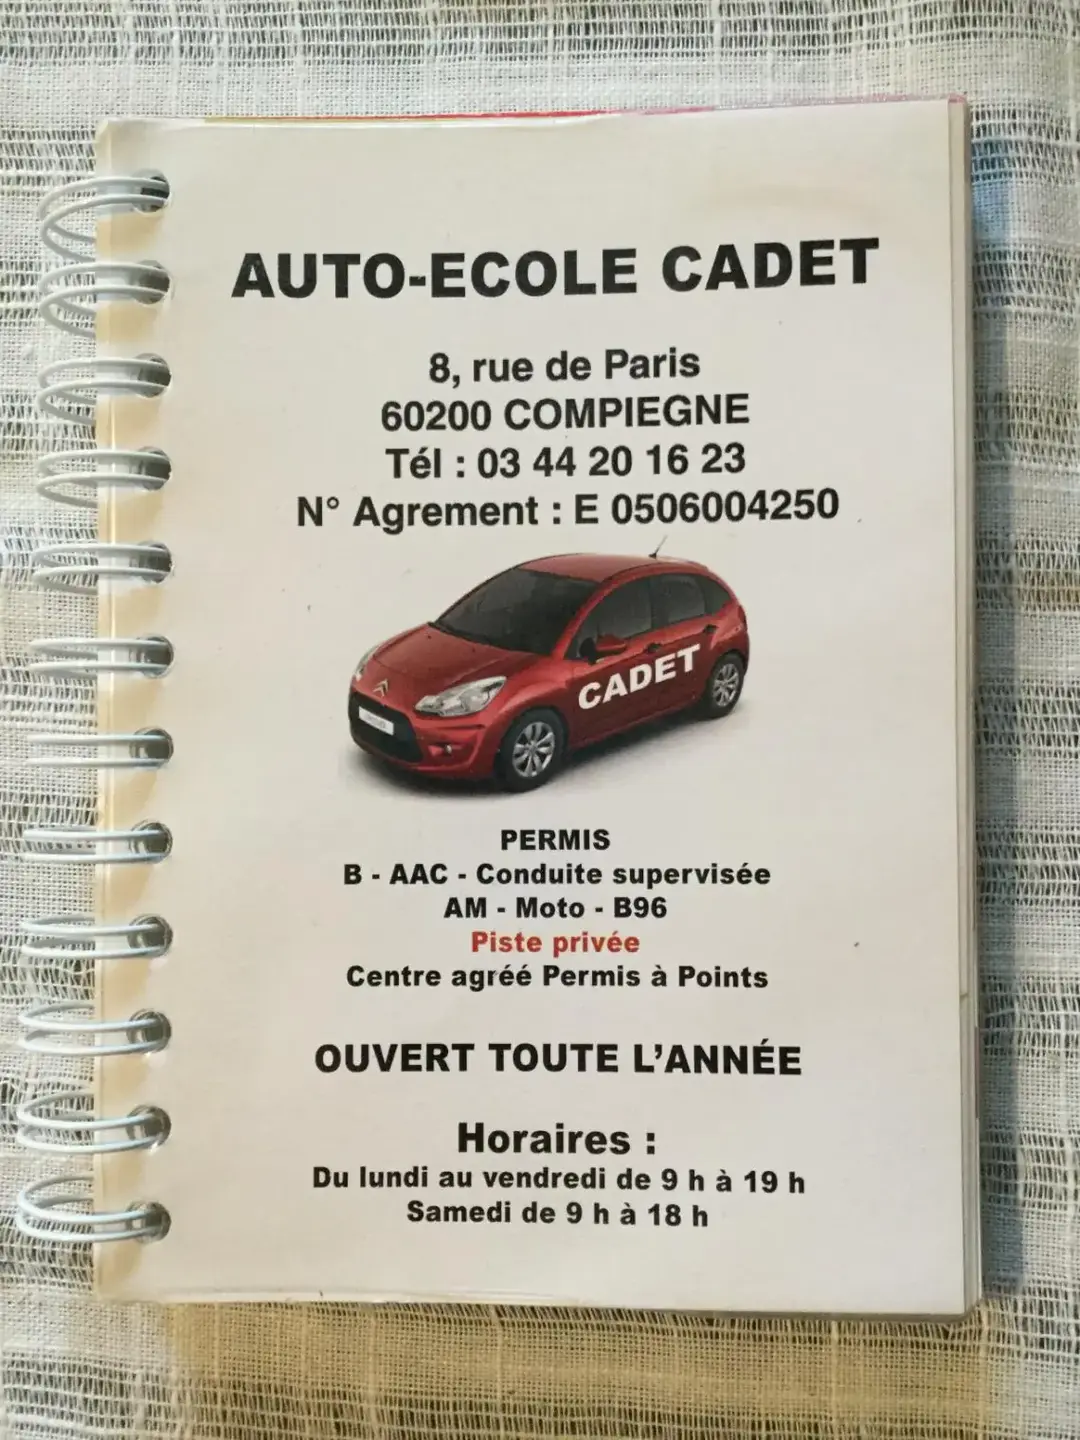 AUTO-ECOLE CADET
8, rue de Paris
60200 COMPIEGNE
Tél : 03 44 20 16 23
N° Agrement : E 0506004250
CADET
PERMIS
B - AAC - Conduite supervisée
AM - Moto - B96
Piste privée
Centre agréé Permis à Points
OUVERT TOUTE L'ANNÉE
Horaires :
Du lundi au vendredi de 9 h à 19 h
Samedi de 9 h à 18 h